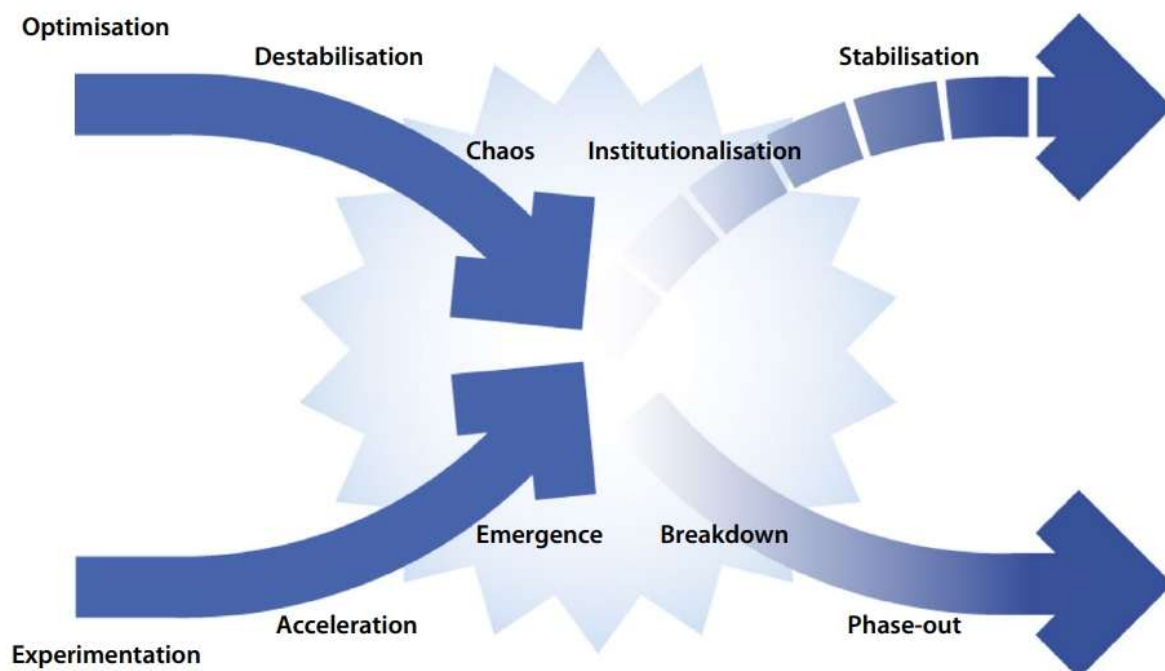 Optimisation
Destabilisation
Stabilisation
Chaos
Institutionalisation
Emergence
Breakdown
Acceleration
Phase-out
Experimentation